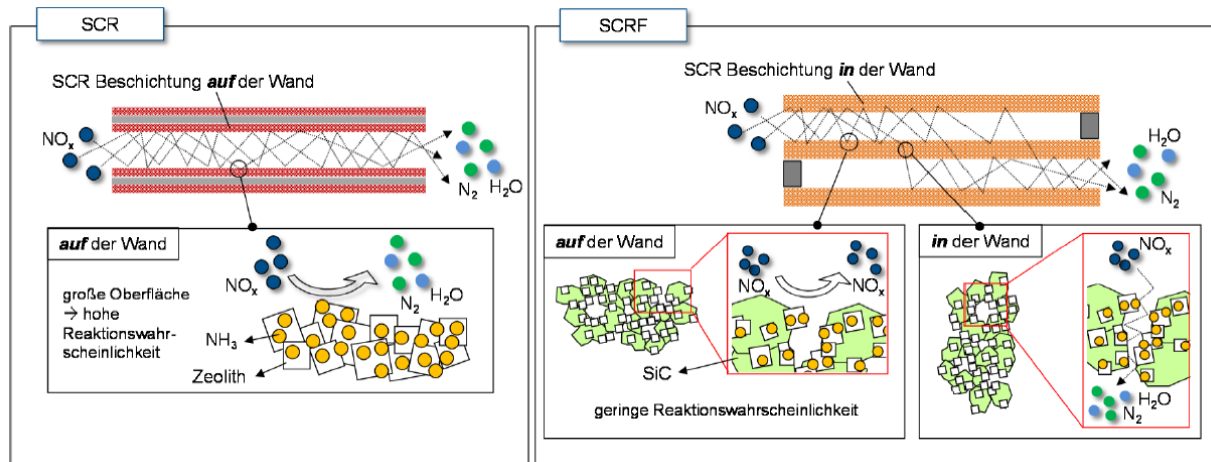 SCR
SCR Beschichtung auf der Wand
NOx
N2
H2O
auf der Wand
große Oberfläche
→ hohe
Reaktionswahr-
scheinlichkeit
NOx
N2
H2O
NH3
Zeolith
SCRF
SCR Beschichtung in der Wand
NOx
H2O
N2
auf der Wand
NOx
NOx
SiC
geringe Reaktionswahrscheinlichkeit
in der Wand
NOx
H2O
N2